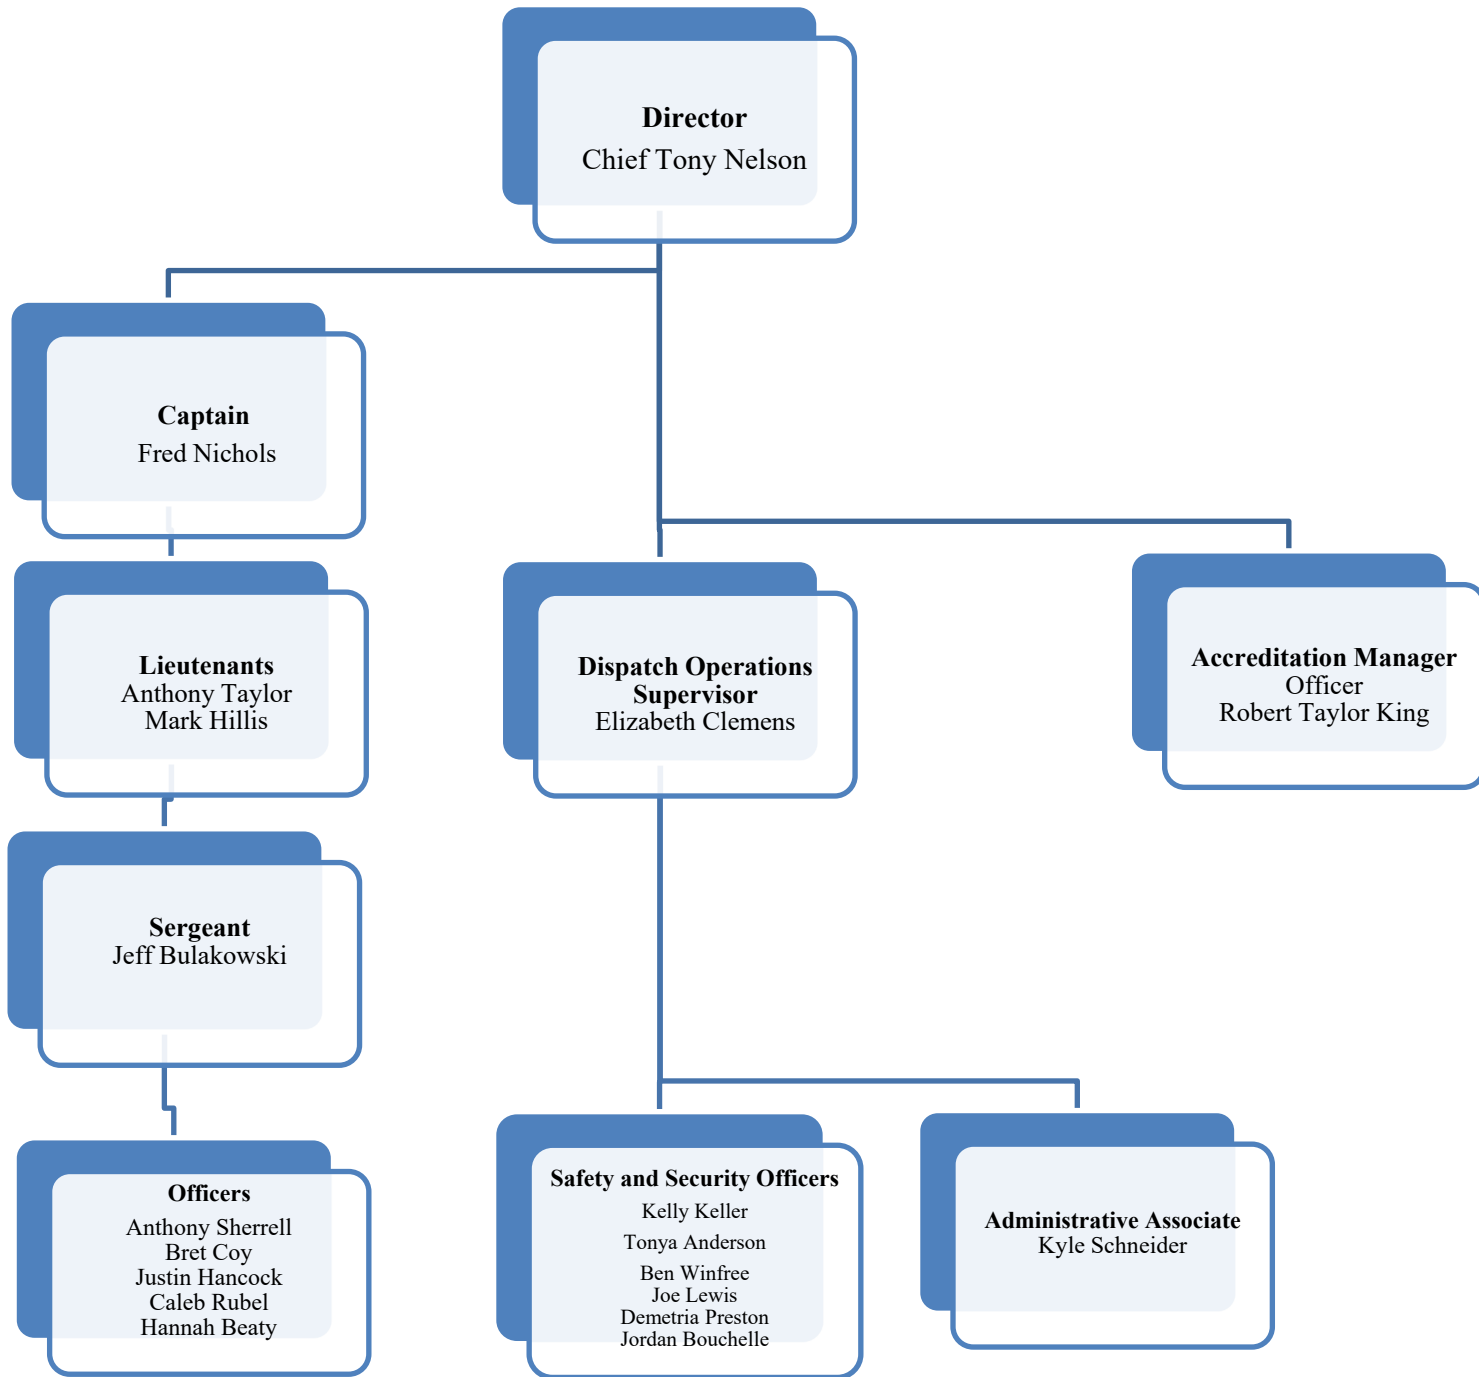 Director
Chief Tony Nelson
Captain
Fred Nichols
Lieutenants
Anthony Taylor
Mark Hillis
Dispatch Operations
Supervisor
Elizabeth Clemens
Accreditation Manager
Officer
Robert Taylor King
Sergeant
Jeff Bulakowski
Officers
Anthony Sherrell
Bret Coy
Justin Hancock
Caleb Rubel
Hannah Beaty
Safety and Security Officers
Kelly Keller
Tonya Anderson
Ben Winfree
Joe Lewis
Demetria Preston
Jordan Bouchelle
Administrative Associate
Kyle Schneider